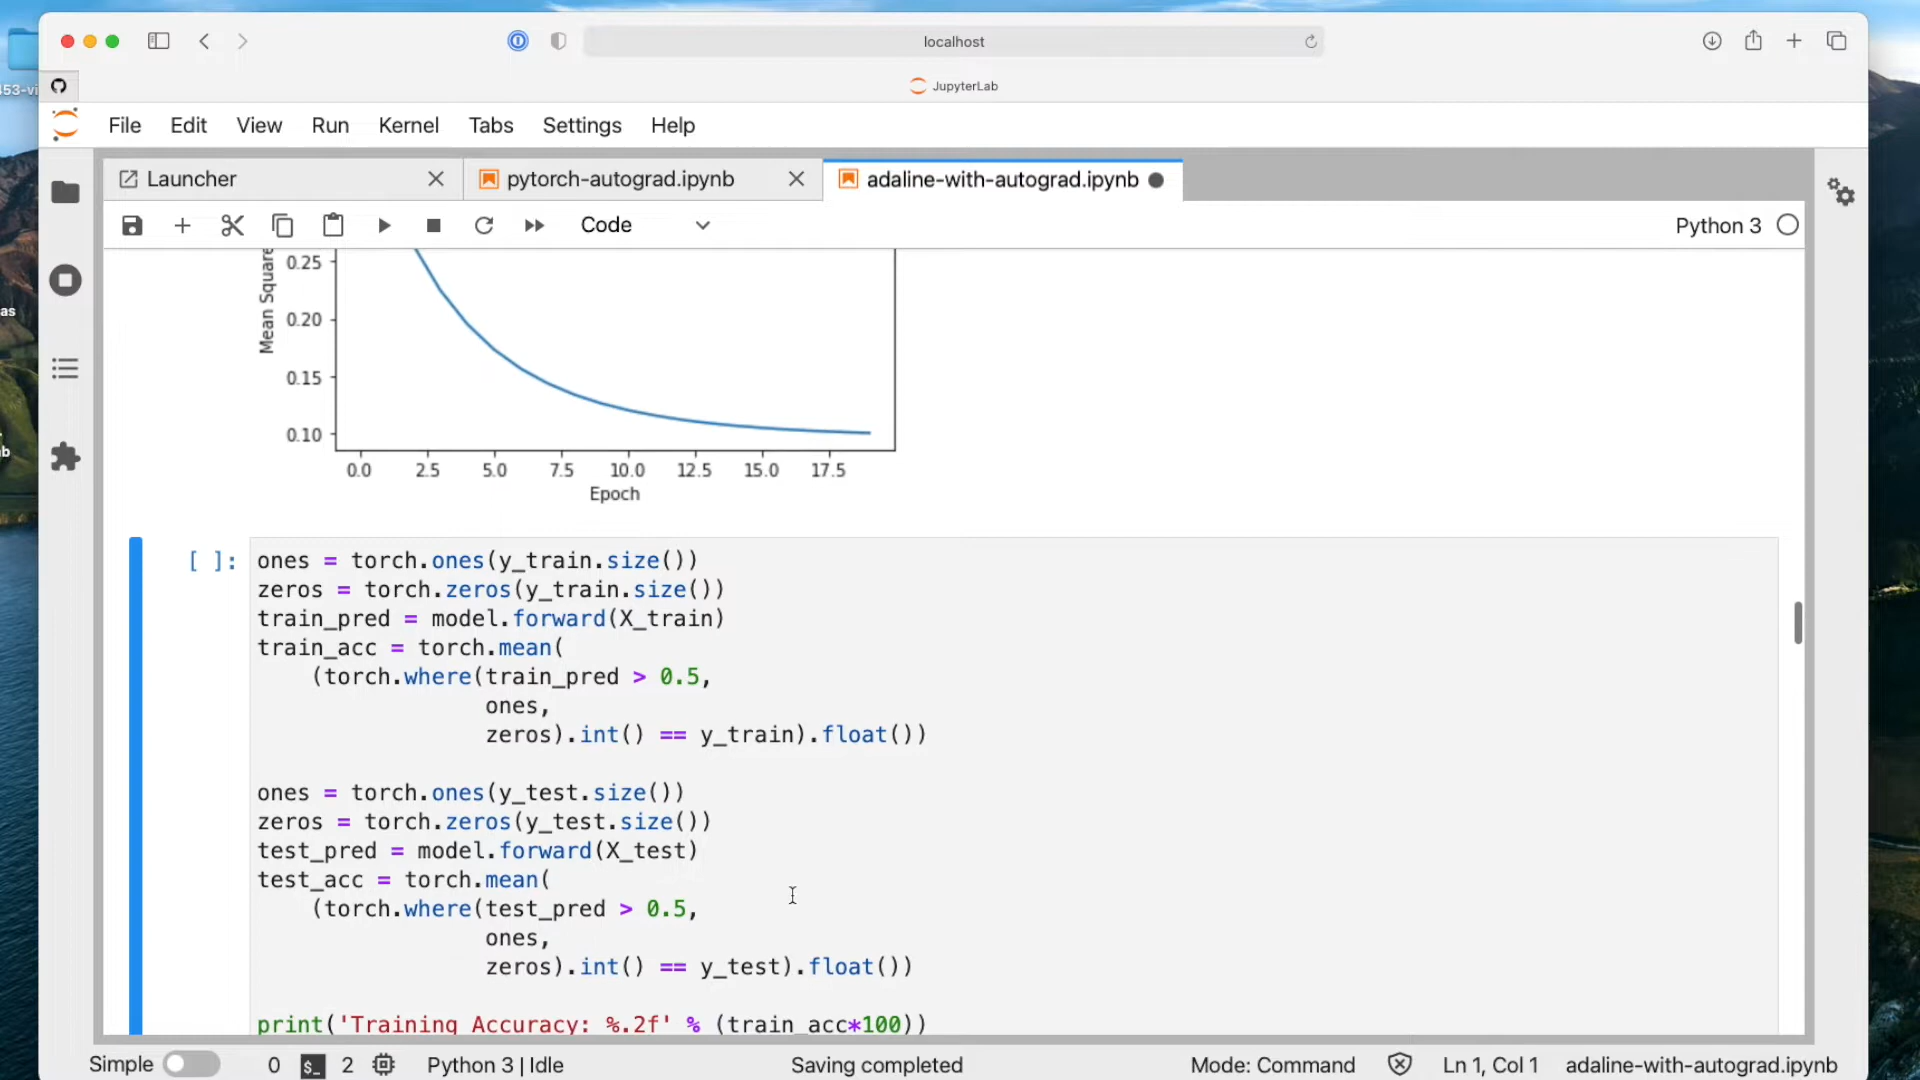 localhost
453-vi
JupyterLab
File Edit View Run Kernel Tabs Settings Help
Launcher
pytorch-autograd.ipynb
adaline-with-autograd.ipynb
Code
Python 3
as
b
Mean Square
0.25
0.20
0.15
0.10
0.0 2.5 5.0 7.5 10.0 12.5 15.0 17.5
Epoch
[ ]:
ones = torch.ones(y_train.size())
zeros = torch.zeros(y_train.size())
train_pred = model.forward(X_train)
train_acc = torch.mean(
(torch.where(train_pred > 0.5,
ones,
zeros).int() == y_train).float())
ones = torch.ones(y_test.size())
zeros = torch.zeros(y_test.size())
test_pred = model.forward(X_test)
test_acc = torch.mean(
(torch.where(test_pred > 0.5,
ones,
zeros).int() == y_test).float())
print('Training Accuracy: %.2f' % (train_acc*100))
Simple 0 $_ 2 Python 3 | Idle Saving completed Mode: Command Ln 1, Col 1 adaline-with-autograd.ipynb